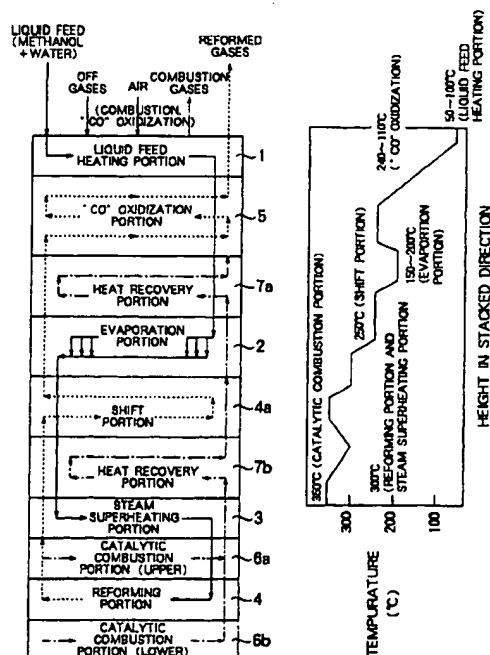 LIQUID FEED
(METHANOL
+WATER)
REFORMED
GASES
OFF
GASES
AIR
COMBUSTION
GASES
(COMBUSTION,
"CO" OXIDIZATION)
LIQUID FEED
HEATING PORTION
1
"CO" OXIDIZATION
PORTION
5
HEAT RECOVERY
PORTION
7a
EVAPORATION
PORTION
2
SHIFT
PORTION
4a
HEAT RECOVERY
PORTION
7b
STEAM
SUPERHEATING
PORTION
3
CATALYTIC
COMBUSTION
PORTION (UPPER)
6a
REFORMING
PORTION
4
CATALYTIC
COMBUSTION
PORTION (LOWER)
6b
350°C (CATALYTIC COMBUSTION PORTION)
300°C
(REFORMING PORTION AND
STEAM SUPERHEATING PORTION
250°C (SHIFT PORTION)
150~200°C
(EVAPORTION
PORTION)
240~110°C
("CO" OXIDIZATION)
50~100°C
(LIQUID FEED
HEATING PORTION)
300
200
100
TEMPURATURE
(°C)
HEIGHT IN STACKED DIRECTION